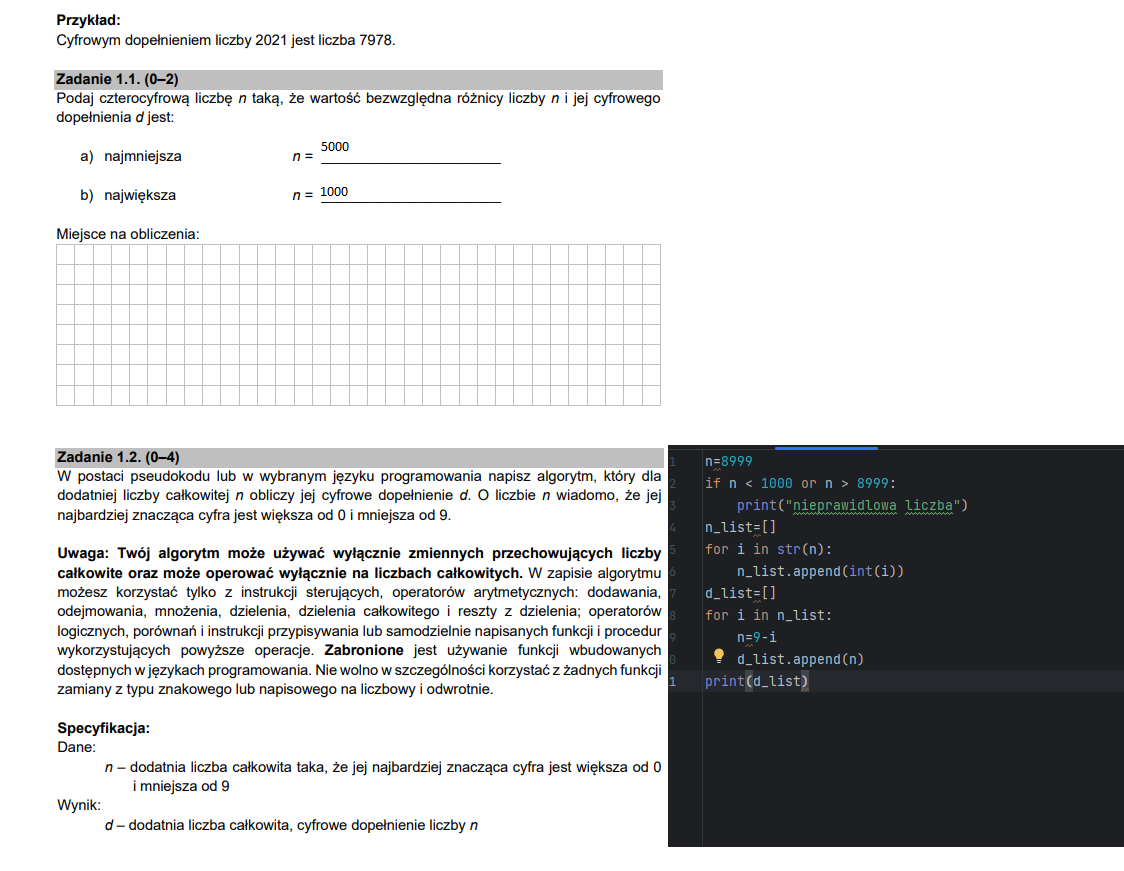 Przykład:
Cyfrowym dopełnieniem liczby 2021 jest liczba 7978.
Zadanie 1.1. (0–2)
Podaj czterocyfrową liczbę n taką, że wartość bezwzględna różnicy liczby n i jej cyfrowego
dopełnienia d jest:
a) najmniejsza n = 5000
b) największa n = 1000
Miejsce na obliczenia:
Zadanie 1.2. (0–4)
W postaci pseudokodu lub w wybranym języku programowania napisz algorytm, który dla
dodatniej liczby całkowitej n obliczy jej cyfrowe dopełnienie d. O liczbie n wiadomo, że jej
najbardziej znacząca cyfra jest większa od 0 i mniejsza od 9.
Uwaga: Twój algorytm może używać wyłącznie zmiennych przechowujących liczby
całkowite oraz może operować wyłącznie na liczbach całkowitych. W zapisie algorytmu
możesz korzystać tylko z instrukcji sterujących, operatorów arytmetycznych: dodawania,
odejmowania, mnożenia, dzielenia, dzielenia całkowitego i reszty z dzielenia; operatorów
logicznych, porównań i instrukcji przypisywania lub samodzielnie napisanych funkcji i procedur
wykorzystujących powyższe operacje. Zabronione jest używanie funkcji wbudowanych
dostępnych w językach programowania. Nie wolno w szczególności korzystać z żadnych funkcji
zamiany z typu znakowego lub napisowego na liczbowy i odwrotnie.
Specyfikacja:
Dane:
n – dodatnia liczba całkowita taka, że jej najbardziej znacząca cyfra jest większa od 0
i mniejsza od 9
Wynik:
d – dodatnia liczba całkowita, cyfrowe dopełnienie liczby n
1 n=8999
2 if n < 1000 or n > 8999:
3 print("nieprawidlowa liczba")
4 n_list=[]
5 for i in str(n):
6 n_list.append(int(i))
7 d_list=[]
8 for i in n_list:
9 n=9-i
0 d_list.append(n)
1 print(d_list)